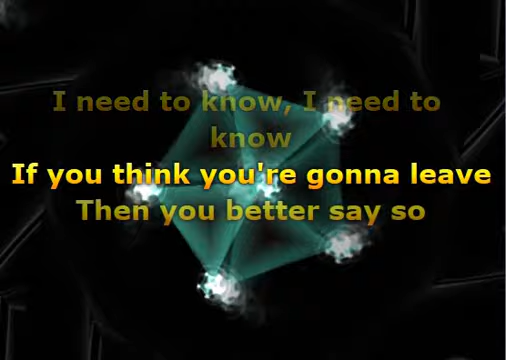 I need to know, I need to
know
If you think you're gonna leave
Then you better say so